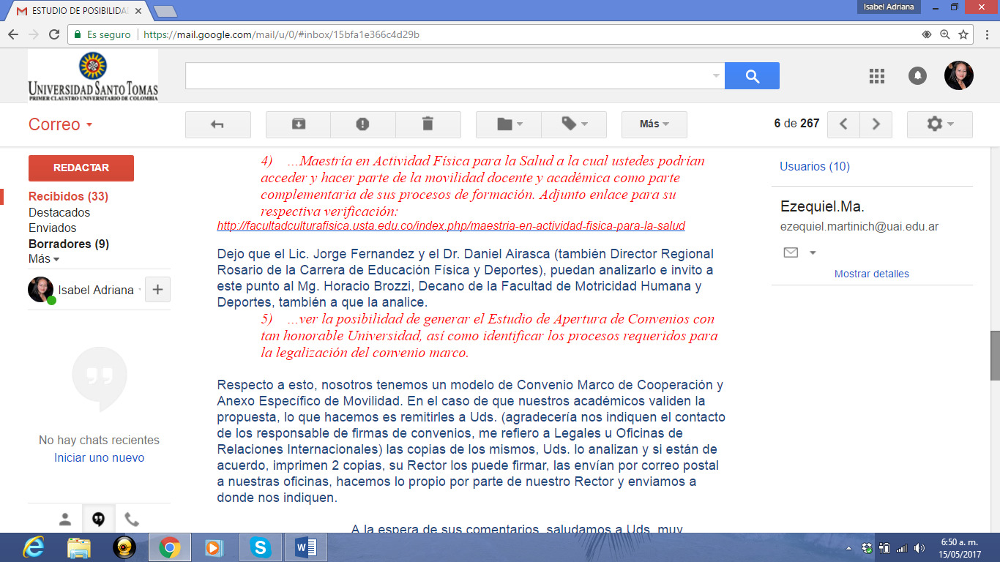 ESTUDIO DE POSIBILIDA
Isabel Adriana
Es seguro
https://mail.google.com/mail/u/0/#inbox/15bfa1e366c4d29b
UNIVERSIDAD SANTO TOMAS
PRIMER CLAUSTRO UNIVERSITARIO DE COLOMBIA
Correo
Más
6 de 267
REDACTAR
Recibidos (33)
Destacados
Enviados
Borradores (9)
Más
Isabel Adriana
No hay chats recientes
Iniciar uno nuevo
4) ...Maestría en Actividad Física para la Salud a la cual ustedes podrían
acceder y hacer parte de la movilidad docente y académica como parte
complementaria de sus procesos de formación. Adjunto enlace para su
respectiva verificación:
http://facultadculturafisica.usta.edu.co/index.php/maestria-en-actividad-fisica-para-la-salud
Dejo que el Lic. Jorge Fernandez y el Dr. Daniel Airasca (también Director Regional
Rosario de la Carrera de Educación Física y Deportes), puedan analizarlo e invito a
este punto al Mg. Horacio Brozzi, Decano de la Facultad de Motricidad Humana y
Deportes, también a que la analice.
5) ...ver la posibilidad de generar el Estudio de Apertura de Convenios con
tan honorable Universidad, así como identificar los procesos requeridos para
la legalización del convenio marco.
Respecto a esto, nosotros tenemos un modelo de Convenio Marco de Cooperación y
Anexo Específico de Movilidad. En el caso de que nuestros académicos validen la
propuesta, lo que hacemos es remitirles a Uds. (agradecería nos indiquen el contacto
de los responsable de firmas de convenios, me refiero a Legales u Oficinas de
Relaciones Internacionales) las copias de los mismos, Uds. lo analizan y si están de
acuerdo, imprimen 2 copias, su Rector los puede firmar, las envían por correo postal
a nuestras oficinas, hacemos lo propio por parte de nuestro Rector y enviamos a
donde nos indiquen.
A la espera de sus comentarios, saludamos a Uds. muy
Usuarios (10)
Ezequiel.Ma.
ezequiel.martinich@uai.edu.ar
Mostrar detalles
6:50 a. m.
15/05/2017